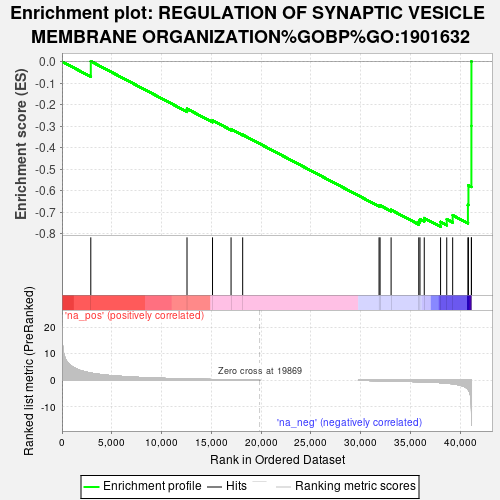 Enrichment plot: REGULATION OF SYNAPTIC VESICLE
MEMBRANE ORGANIZATION%GOBP%GO:1901632
Enrichment score (ES)
0.0
-0.1
-0.2
-0.3
-0.4
-0.5
-0.6
-0.7
-0.8
'na_pos' (positively correlated)
Ranked list metric (PreRanked)
20
10
0
-10
Zero cross at 19869
'na_neg' (negatively correlated)
0 5,000 10,000 15,000 20,000 25,000 30,000 35,000 40,000
Rank in Ordered Dataset
Enrichment profile Hits Ranking metric scores